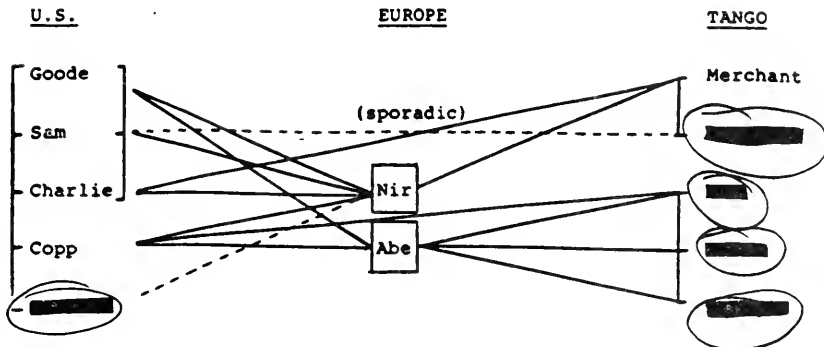 U.S. EUROPE TANGO
Goode Merchant
(sporadic)
Sam
Charlie Nir
Copp Abe